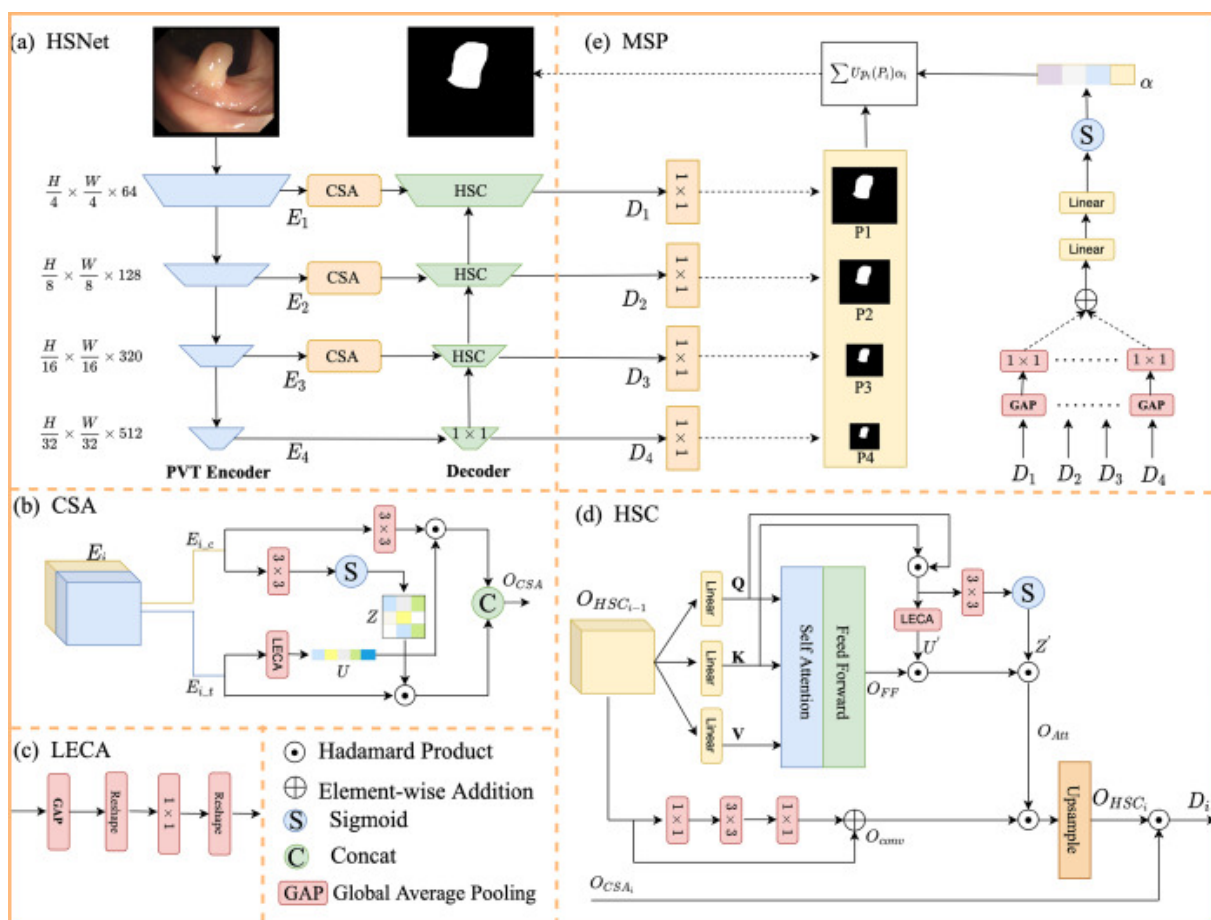 (a) HSNet
H/4 × W/4 × 64
E1
CSA
HSC
D1
1 × 1
H/8 × W/8 × 128
E2
CSA
HSC
D2
1 × 1
H/16 × W/16 × 320
E3
CSA
HSC
D3
1 × 1
H/32 × W/32 × 512
E4
1 × 1
D4
1 × 1
PVT Encoder
Decoder
(e) MSP
∑ Upi(Pi)αi
α
P1
P2
P3
P4
S
Linear
Linear
1 × 1 ······ 1 × 1
GAP ······ GAP
D1 D2 D3 D4
(b) CSA
Ei
Ei_c
3 × 3
3 × 3
S
Z
OCSA
C
Ei_t
LECA
U
(c) LECA
GAP
Reshape
1 × 1
Reshape
Hadamard Product
Element-wise Addition
S Sigmoid
C Concat
GAP Global Average Pooling
(d) HSC
OHSCi−1
Linear
Q
Linear
K
Linear
V
Self Attention
Feed Forward
OFF
3 × 3
S
LECA
U′
Z′
OAtt
1 × 1
3 × 3
1 × 1
Oconv
Upsample
OHSCi
Di
OCSAi